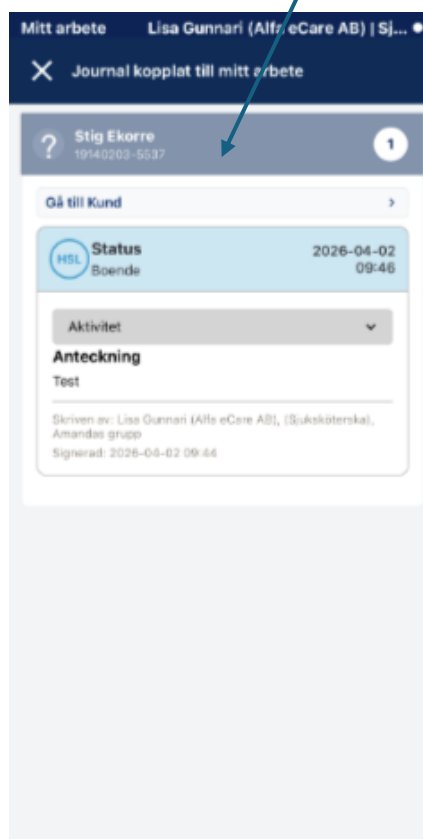 Mitt arbete Lisa Gunnari (Alfa eCare AB) | Sj...
Journal kopplat till mitt arbete
? Stig Ekorre 1
19140203-5537
Gå till Kund
HSL Status 2026-04-02
Boende 09:46
Aktivitet
Anteckning
Test
Skriven av: Lisa Gunnari (Alfa eCare AB), (Sjuksköterska),
Amandas grupp
Signerad: 2026-04-02 09:44